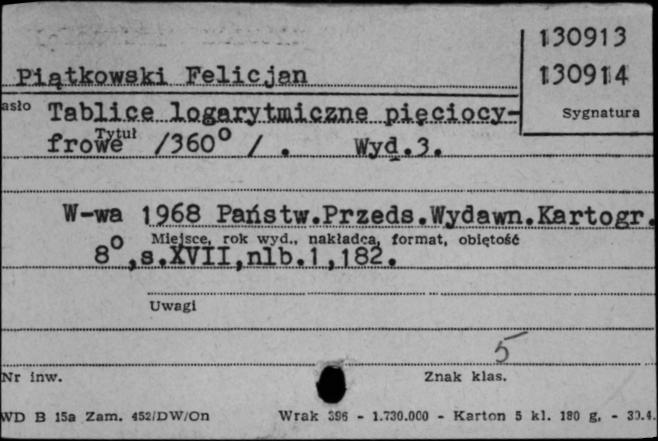 130913
Piątkowski Felicjan 130914
asło Tablice logarytmiczne pięciocy- Sygnatura
frowe Tytuł /360° /. Wyd.3.
W-wa 1968 Państw.Przeds.Wydawn.Kartogr.
Miejsce, rok wyd., nakładca, format, objętość
8°,s.XVII,nlb.1,182.
Uwagi
5
Nr inw. Znak klas.
WD B 15a Zam. 452/DW/On Wrak 396 - 1.730.000 - Karton 5 kl. 180 g. - 30.4.